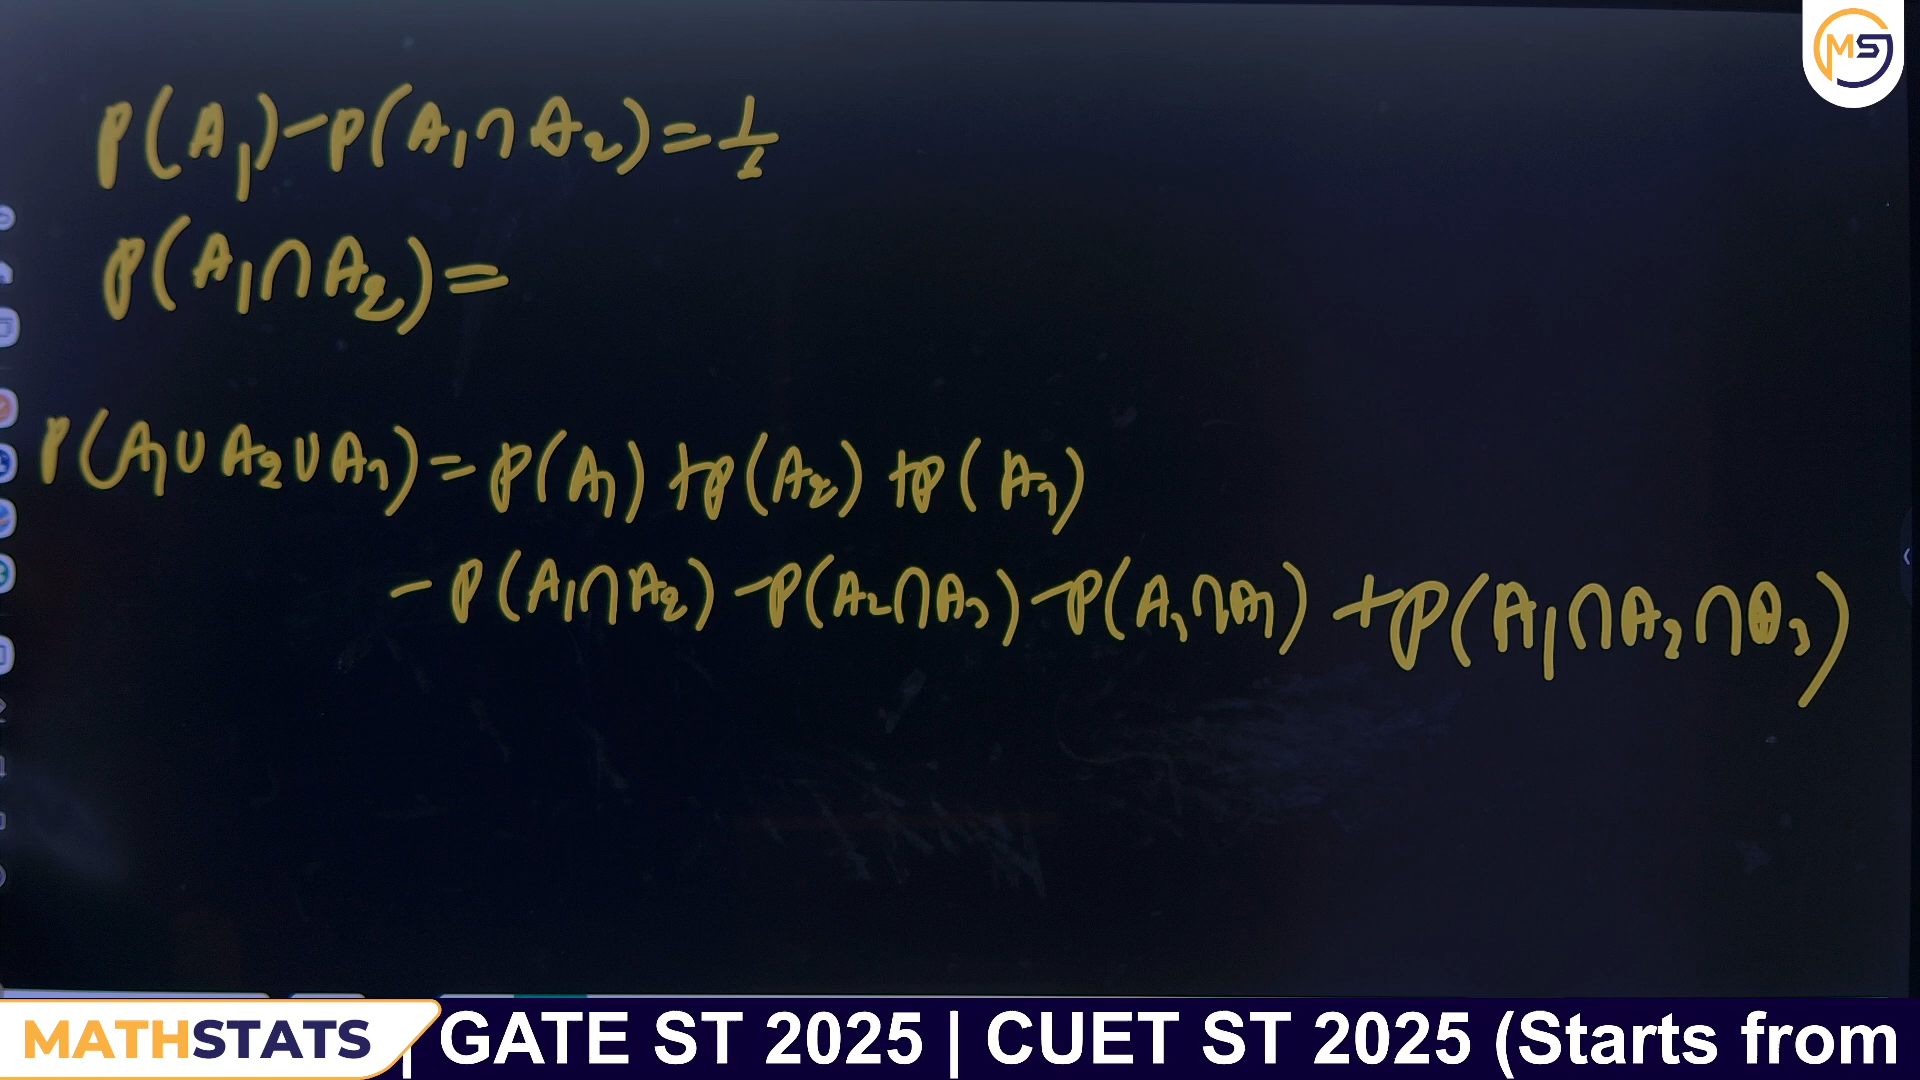 MS
P(A₁)-P(A₁∩A₂)=1/6
P(A₁∩A₂)=
P(A₁∪A₂∪A₃)=P(A₁)+P(A₂)+P(A₃)
-P(A₁∩A₂)-P(A₂∩A₃)-P(A₃∩A₁)+P(A₁∩A₂∩A₃)
MATHSTATS | GATE ST 2025 | CUET ST 2025 (Starts from